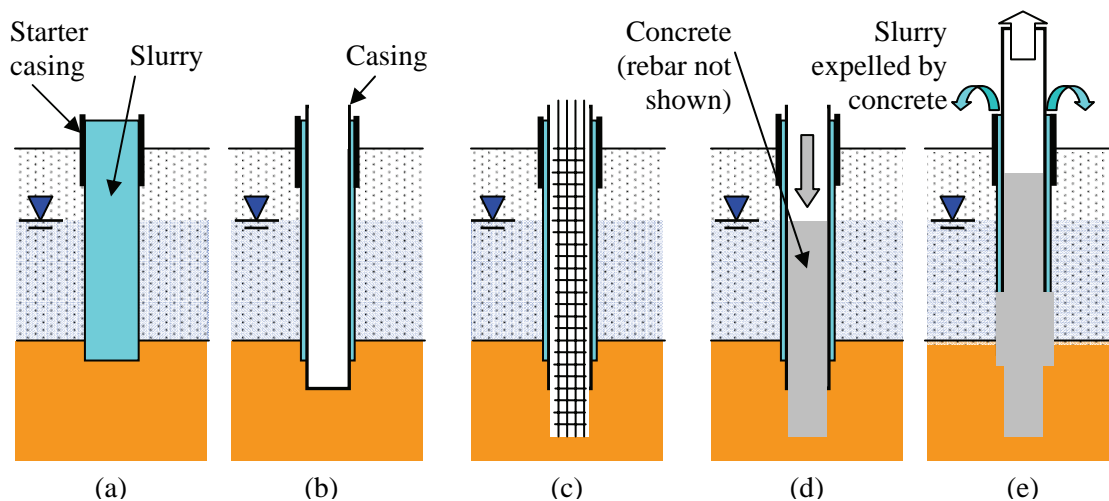 Starter
casing
Slurry
Casing
Concrete
(rebar not
shown)
Slurry
expelled by
concrete
(a)
(b)
(c)
(d)
(e)